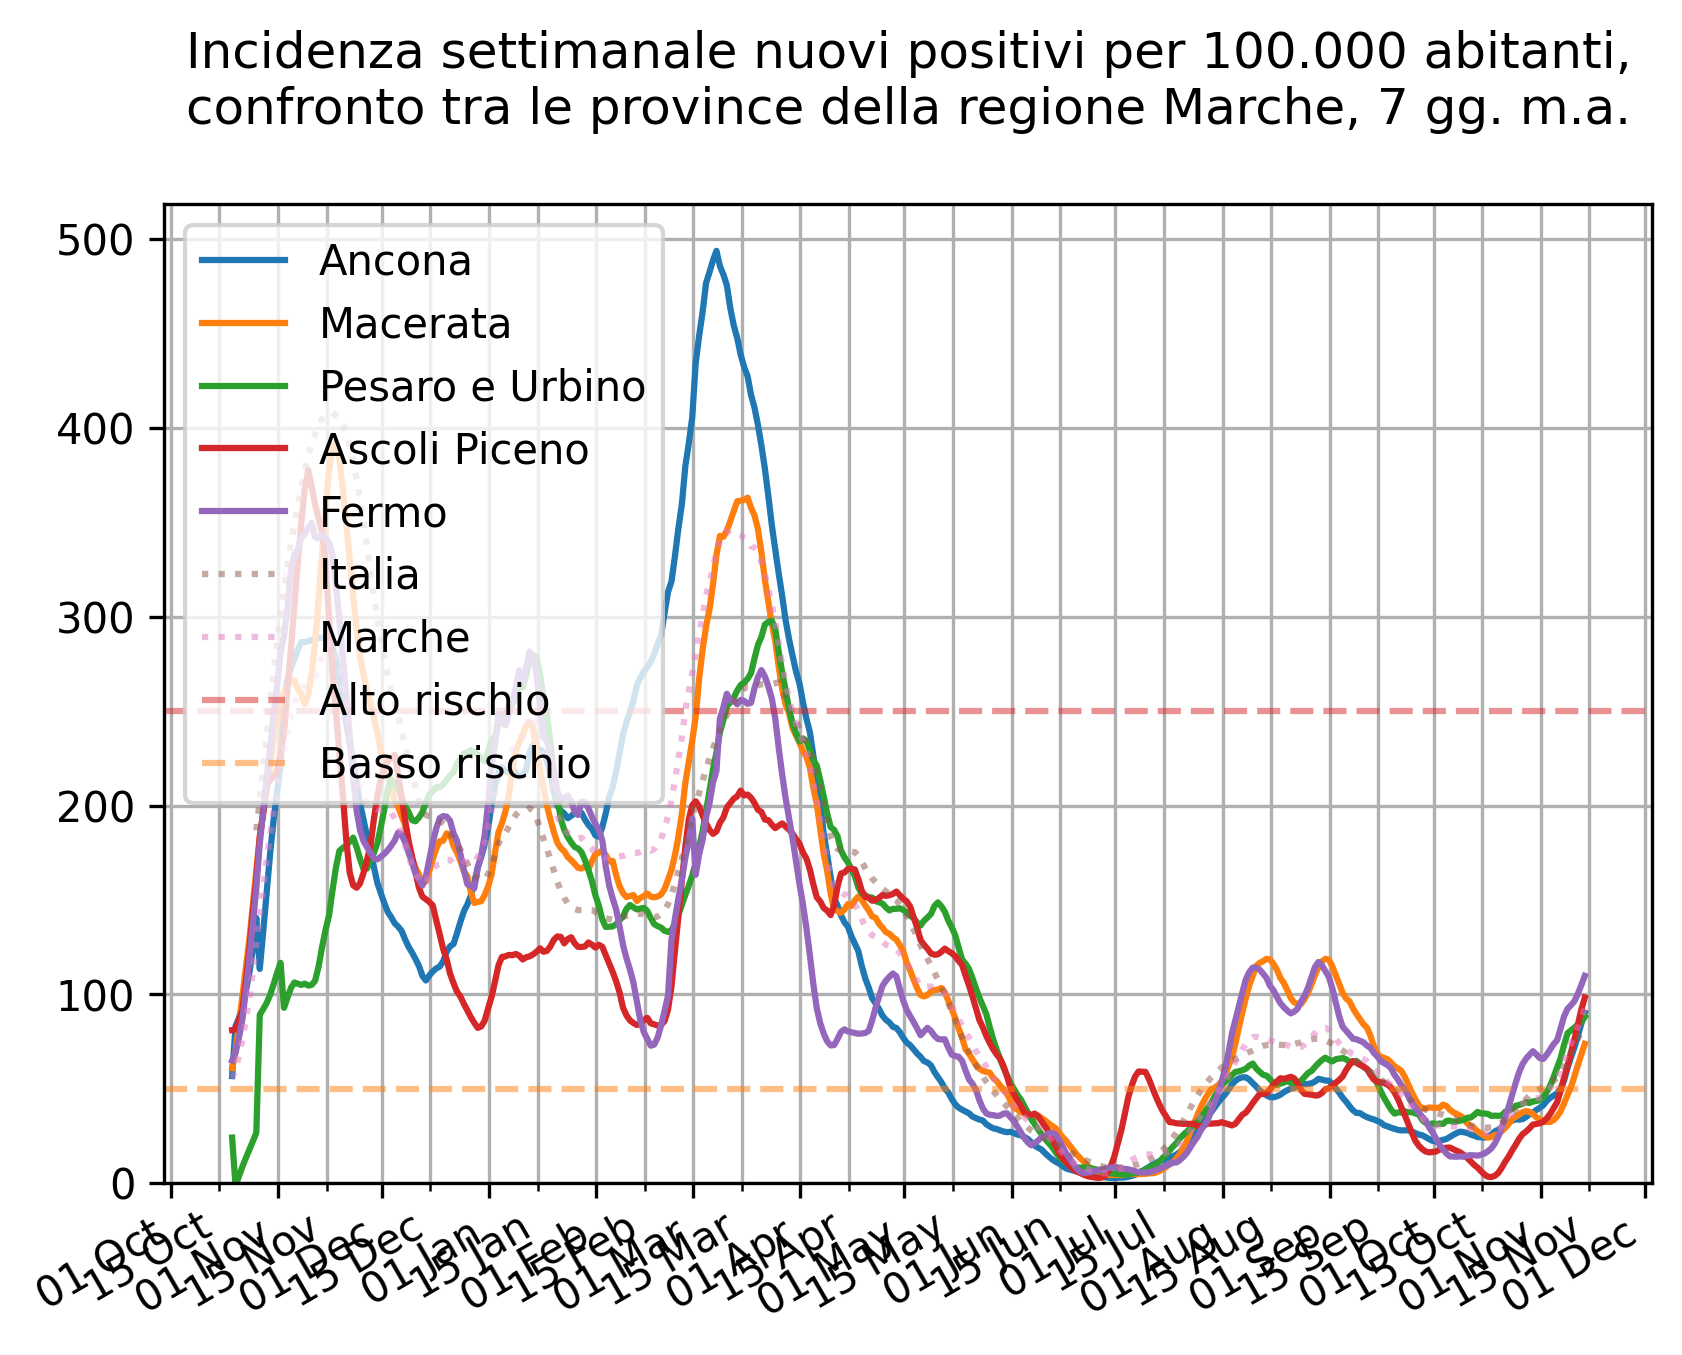 Incidenza settimanale nuovi positivi per 100.000 abitanti,
confronto tra le province della regione Marche, 7 gg. m.a.
500
400
300
200
100
0
Ancona
Macerata
Pesaro e Urbino
Ascoli Piceno
Fermo
Italia
Marche
Alto rischio
Basso rischio
01 Oct
15 Oct
01 Nov
15 Nov
01 Dec
15 Dec
01 Jan
15 Jan
01 Feb
15 Feb
01 Mar
15 Mar
01 Apr
15 Apr
01 May
15 May
01 Jun
15 Jun
01 Jul
15 Jul
01 Aug
15 Aug
01 Sep
15 Sep
01 Oct
15 Oct
01 Nov
15 Nov
01 Dec